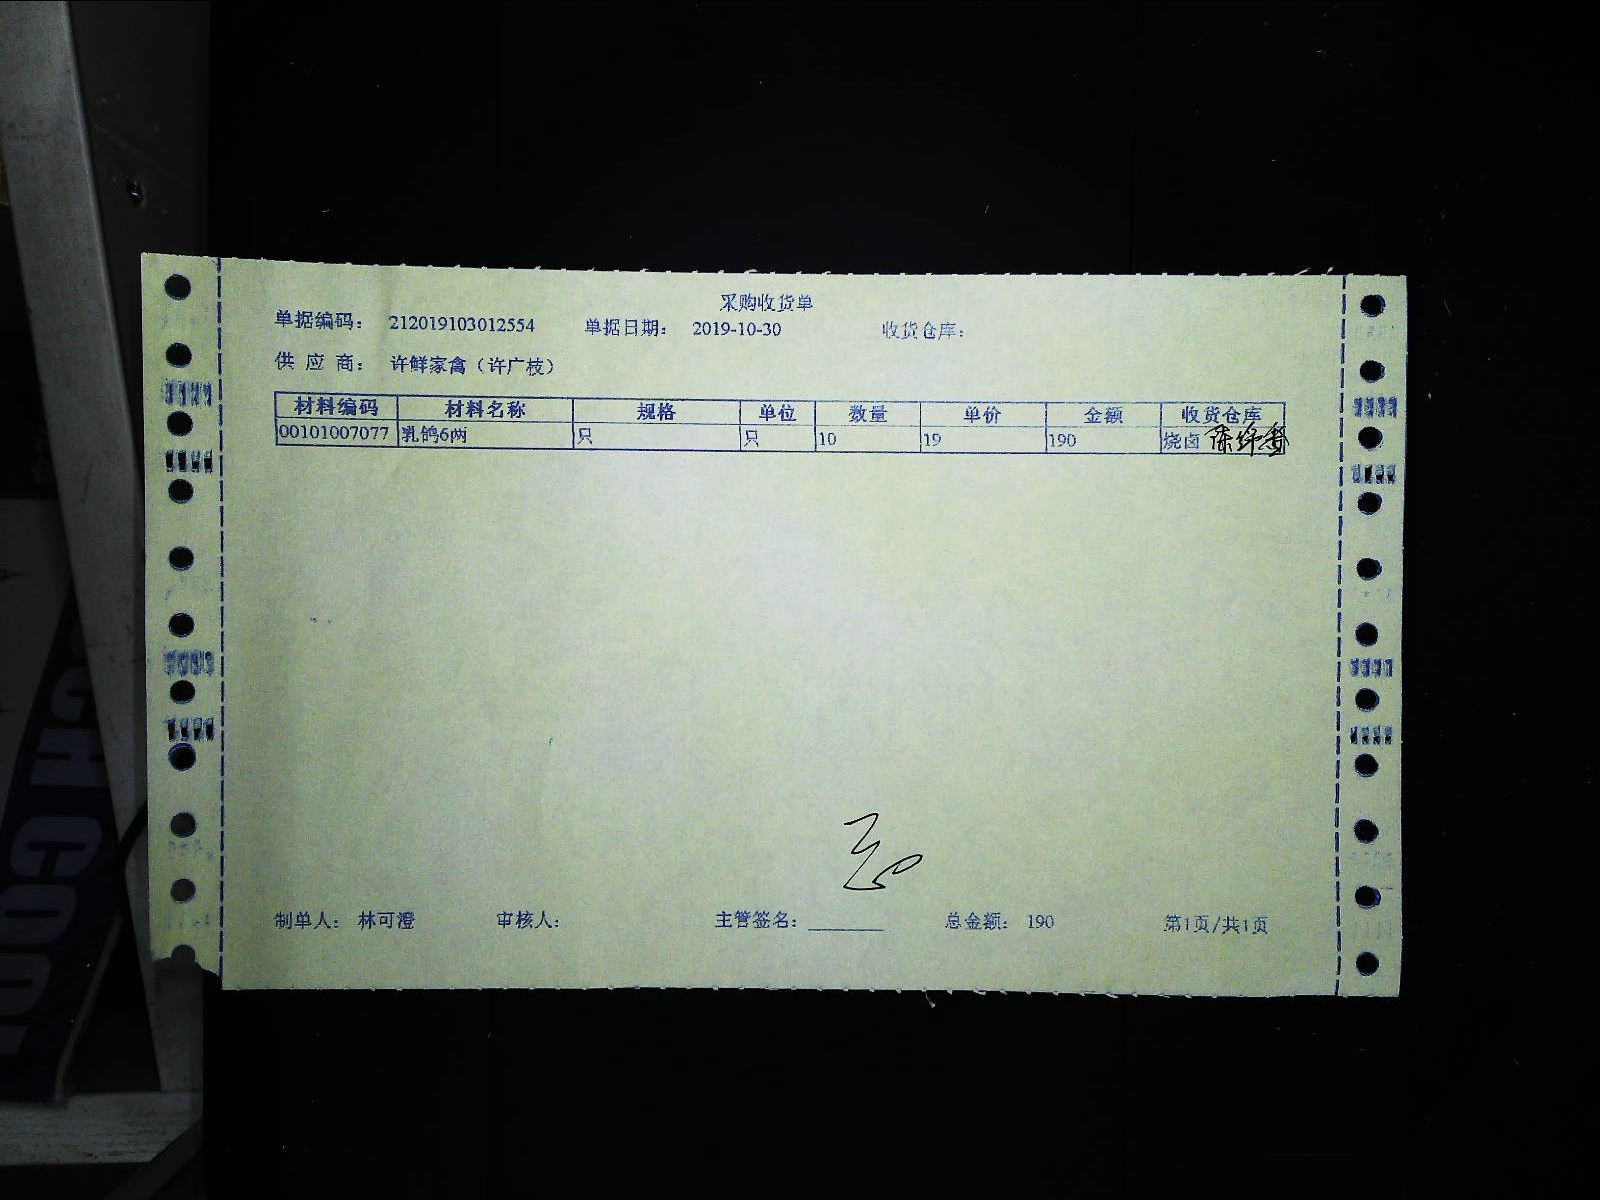 采购收货单
单据编码： 212019103012554 单据日期： 2019-10-30 收货仓库：
供 应 商： 许鲜家禽（许广枝）
材料编码 材料名称 规格 单位 数量 单价 金额 收货仓库
00101007077 乳鸽6两 只 只 10 19 190 烧卤
制单人： 林可澄 审核人： 主管签名： 总金额： 190 第1页/共1页